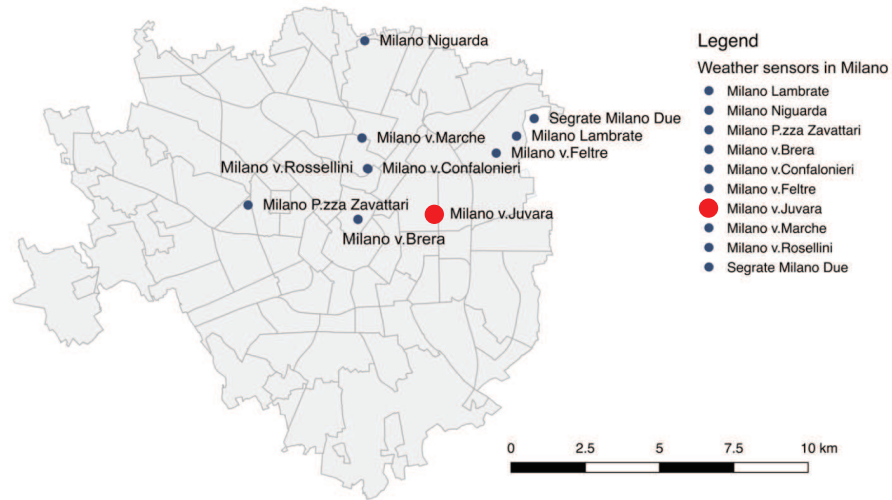 Milano Niguarda
Segrate Milano Due
Milano v.Marche
Milano Lambrate
Milano v.Feltre
Milano v.Rossellini
Milano v.Confalonieri
Milano P.zza Zavattari
Milano v.Juvara
Milano v.Brera
Legend
Weather sensors in Milano
Milano Lambrate
Milano Niguarda
Milano P.zza Zavattari
Milano v.Brera
Milano v.Confalonieri
Milano v.Feltre
Milano v.Juvara
Milano v.Marche
Milano v.Rosellini
Segrate Milano Due
0 2.5 5 7.5 10 km